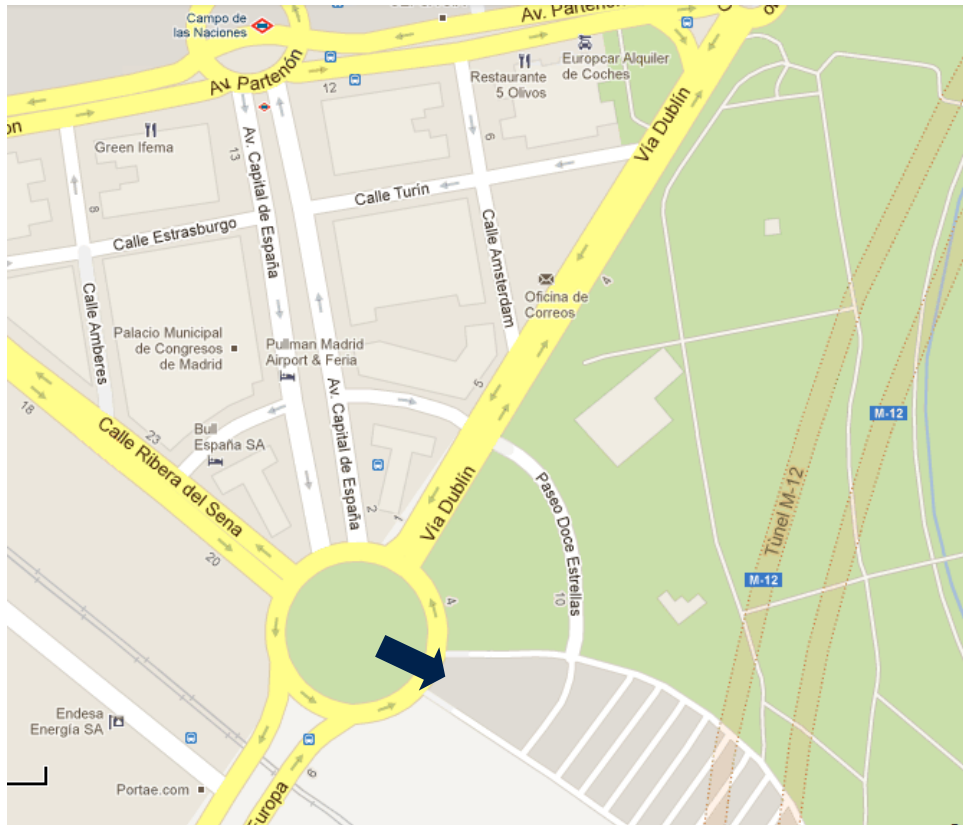 Campo de
las Naciones
Av. Partenón
Av. Partenón
12
Restaurante
5 Olivos
Europcar Alquiler
de Coches
on
Green Ifema
13
6
Vía Dublín
Av. Capital de España
8
Calle Turín
Calle Estrasburgo
Calle Amsterdam
4
Oficina de
Correos
Calle Amberes
Palacio Municipal
de Congresos
de Madrid
Pullman Madrid
Airport & Feria
5
18
M-12
23
Bull
España SA
Av. Capital de España
Calle Ribera del Sena
2
1
Vía Dublín
Paseo Doce Estrellas
Túnel M-12
20
M-12
4
10
Endesa
Energía SA
Portae.com
9
Europa